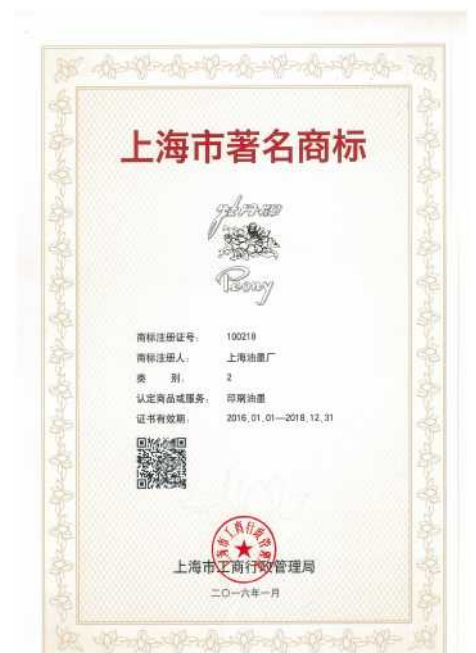 上海市著名商标
牡丹牌
Peony
商标注册证号: 100218
商标注册人: 上海油墨厂
类 别: 2
认定商品或服务: 印刷油墨
证书有效期: 2016.01.01—2018.12.31
上海市工商行政管理局
二〇一六年一月